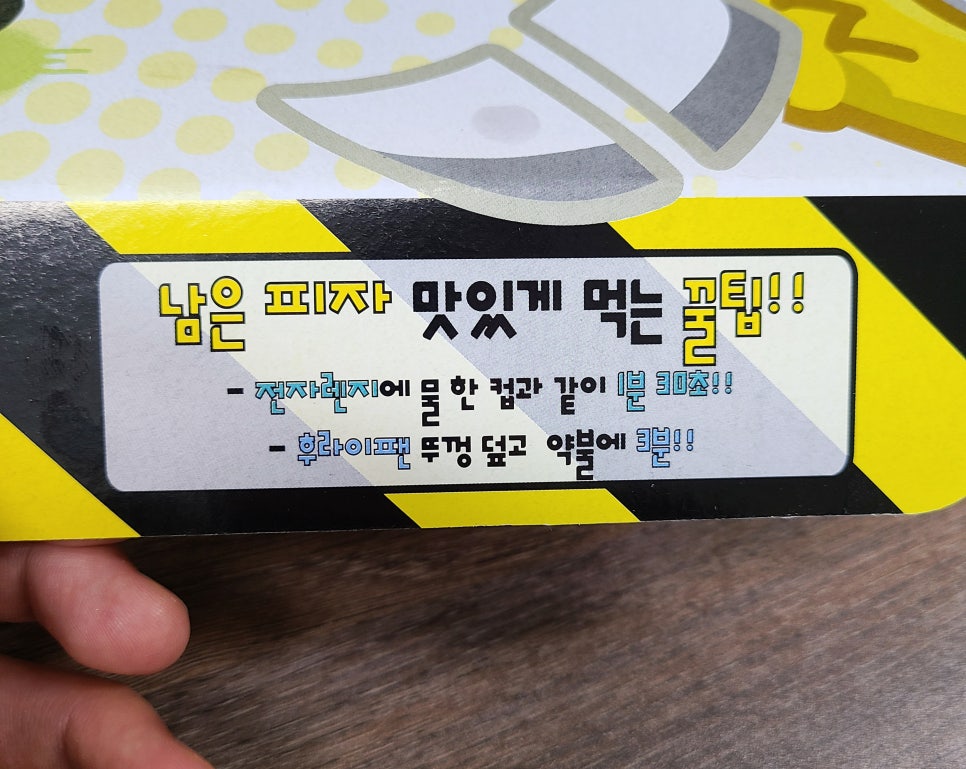 남은 피자 맛있게 먹는 꿀팁!!
- 전자렌지에 물 한 컵과 같이 1분 30초!!
- 후라이팬 뚜껑 덮고 약불에 3분!!